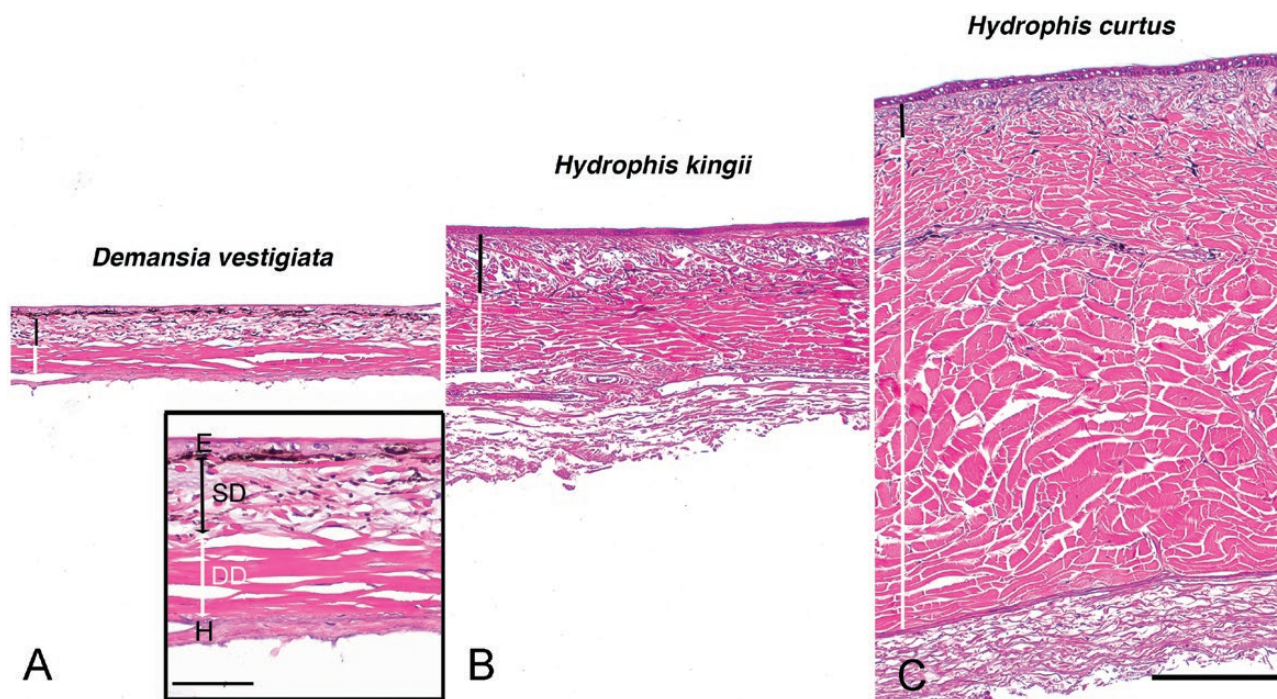 Hydrophis curtus
Hydrophis kingii
Demansia vestigiata
E
SD
DD
H
A
B
C